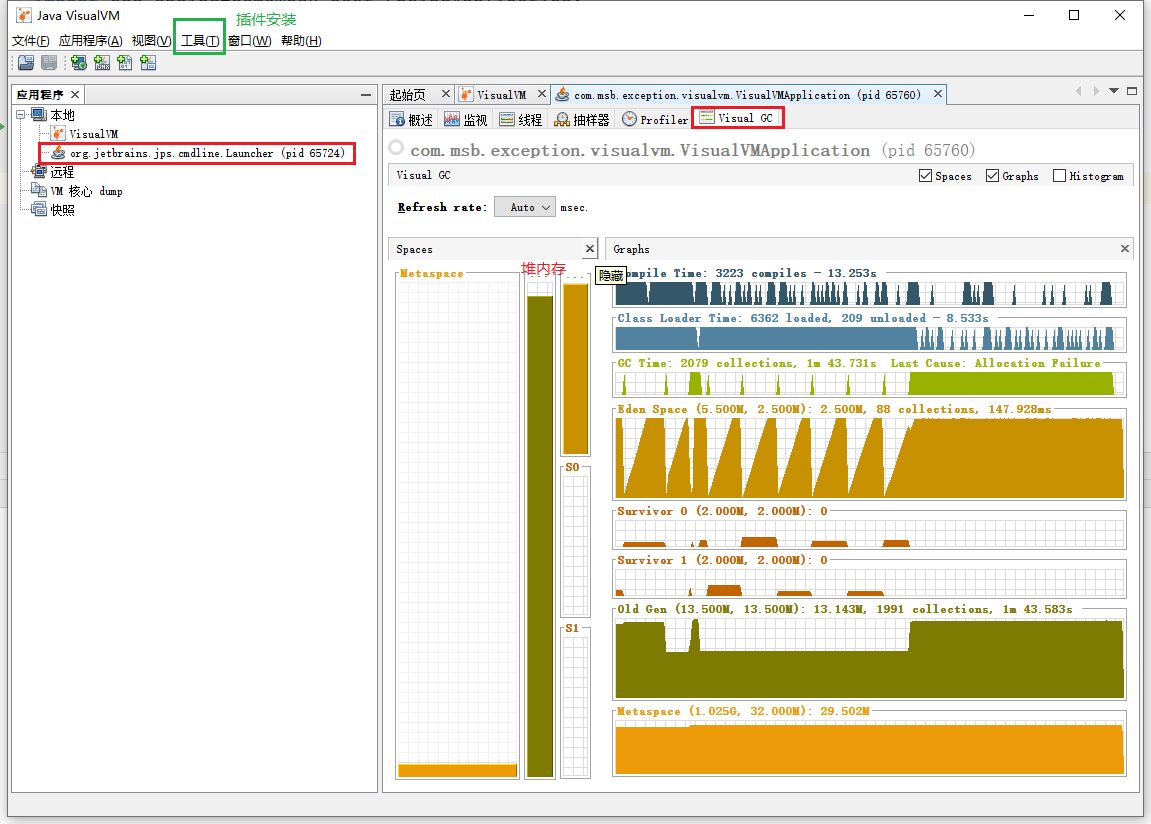 Java VisualVM
插件安装
文件(F) 应用程序(A) 视图(V) 工具(T) 窗口(W) 帮助(H)
应用程序
本地
VisualVM
org.jetbrains.jps.cmdline.Launcher (pid 65724)
远程
VM 核心 dump
快照
起始页 VisualVM com.msb.exception.visualvm.VisualVMApplication (pid 65760)
概述 监视 线程 抽样器 Profiler Visual GC
com.msb.exception.visualvm.VisualVMApplication (pid 65760)
Visual GC Spaces Graphs Histogram
Refresh rate: Auto msec.
Spaces
Metaspace
堆内存
隐藏
S0
S1
Graphs
ompile Time: 3223 compiles - 13.253s
Class Loader Time: 6362 loaded, 209 unloaded - 8.533s
GC Time: 2079 collections, 1m 43.731s Last Cause: Allocation Failure
Eden Space (5.500M, 2.500M): 2.500M, 88 collections, 147.928ms
Survivor 0 (2.000M, 2.000M): 0
Survivor 1 (2.000M, 2.000M): 0
Old Gen (13.500M, 13.500M): 13.143M, 1991 collections, 1m 43.583s
Metaspace (1.025G, 32.000M): 29.502M